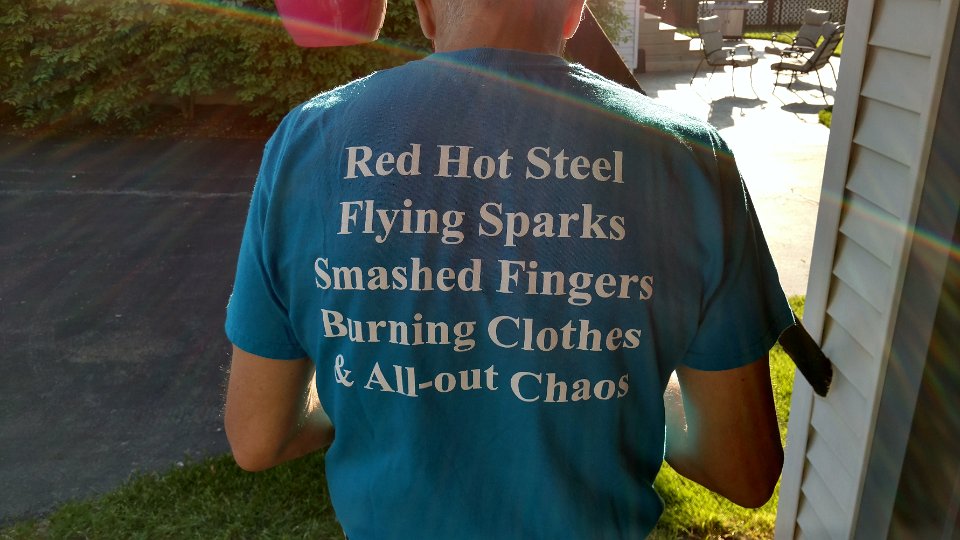 Red Hot Steel
Flying Sparks
Smashed Fingers
Burning Clothes
& All-out Chaos